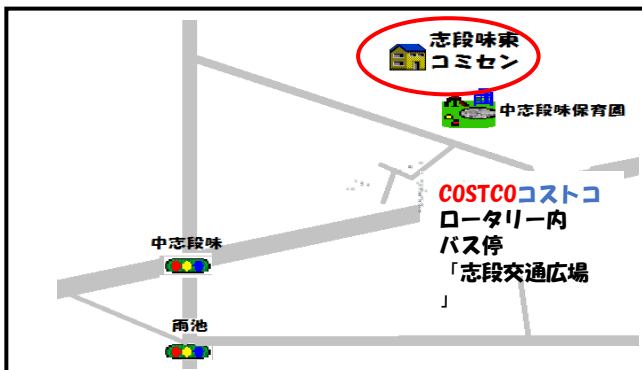 志段味東
コミセン
中志段味保育園
COSTCOコストコ
ロータリー内
バス停
「志段交通広場
」
中志段味
雨池